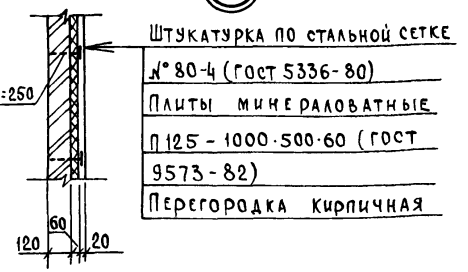 Штукатурка по стальной сетке
№ 80-4 (ГОСТ 5336-80)
Плиты минераловатные
П125 - 1000·500·60 (ГОСТ
9573-82)
Перегородка кирпичная
=250
60
120
20